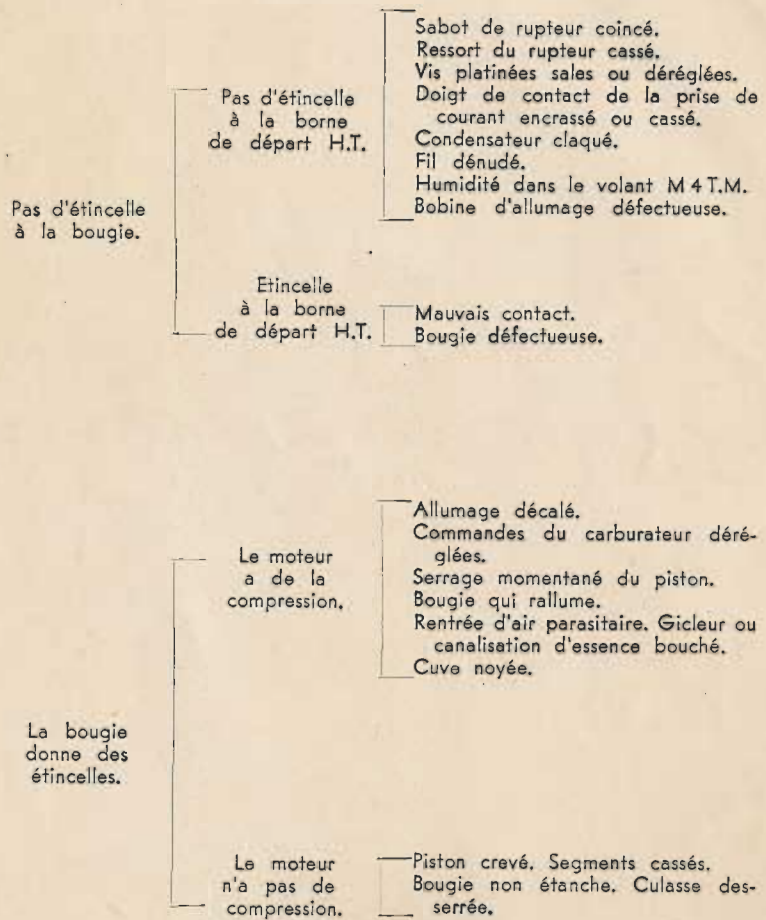 Pas d'étincelle
à la bougie.
Pas d'étincelle
à la borne
de départ H.T.
Sabot de rupteur coincé.
Ressort du rupteur cassé.
Vis platinées sales ou déréglées.
Doigt de contact de la prise de
courant encrassé ou cassé.
Condensateur claqué.
Fil dénudé.
Humidité dans le volant M 4 T.M.
Bobine d'allumage défectueuse.
Etincelle
à la borne
de départ H.T.
Mauvais contact.
Bougie défectueuse.
La bougie
donne des
étincelles.
Le moteur
a de la
compression.
Allumage décalé.
Commandes du carburateur déré-
glées.
Serrage momentané du piston.
Bougie qui rallume.
Rentrée d'air parasitaire. Gicleur ou
canalisation d'essence bouché.
Cuve noyée.
Le moteur
n'a pas de
compression.
Piston crevé. Segments cassés.
Bougie non étanche. Culasse des-
serrée.